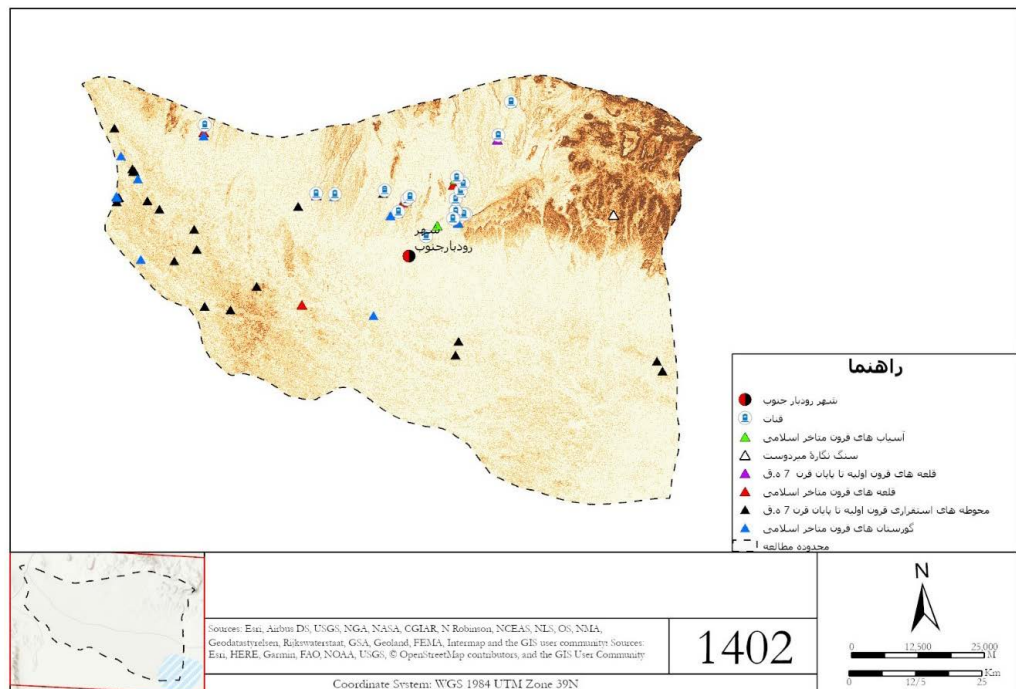 شهر
رودبارجنوب
راهنما
شهر رودبار جنوب
قنات
آسیاب های قرون متاخر اسلامی
سنگ نگارهٔ میردوست
قلعه های قرون اولیه تا پایان قرن 7 ه.ق
قلعه های قرون متاخر اسلامی
محوطه های استقراری قرون اولیه تا پایان قرن 7 ه.ق
گورستان های قرون متاخر اسلامی
محدوده مطالعه
Sources: Esri, Airbus DS, USGS, NGA, NASA, CGIAR, N Robinson, NCEAS, NLS, OS, NMA,
Geodatastyrelsen, Rijkswaterstaat, GSA, Geoland, FEMA, Intermap and the GIS user community Sources:
Esri, HERE, Garmin, FAO, NOAA, USGS, © OpenStreetMap contributors, and the GIS User Community
Coordinate System: WGS 1984 UTM Zone 39N
1402
N
0 12,500 25,000
M
0 12/5 25
Km